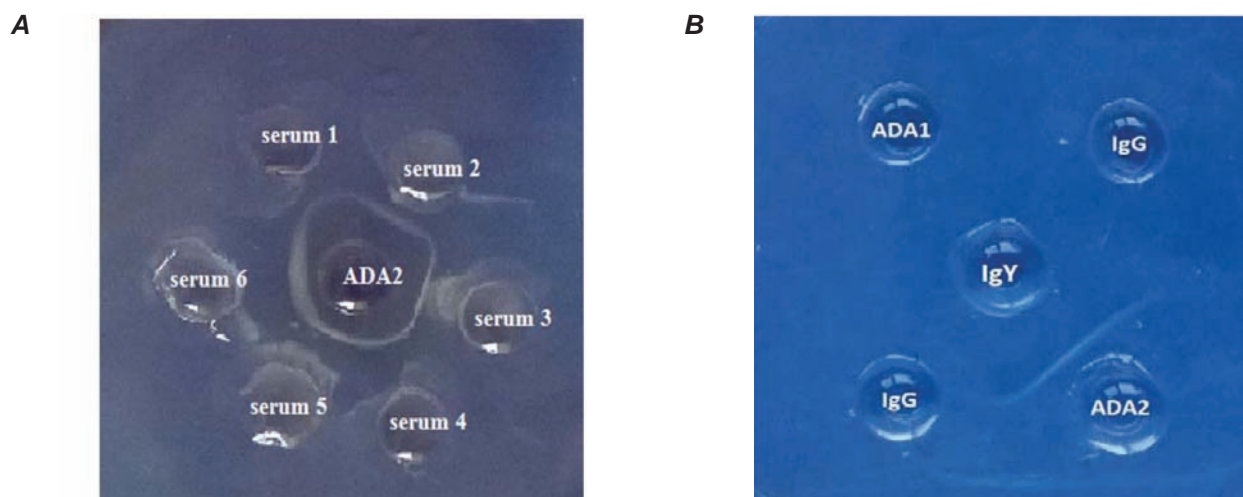 A
serum 1
serum 2
serum 6
ADA2
serum 3
serum 5
serum 4
B
ADA1
IgG
IgY
IgG
ADA2